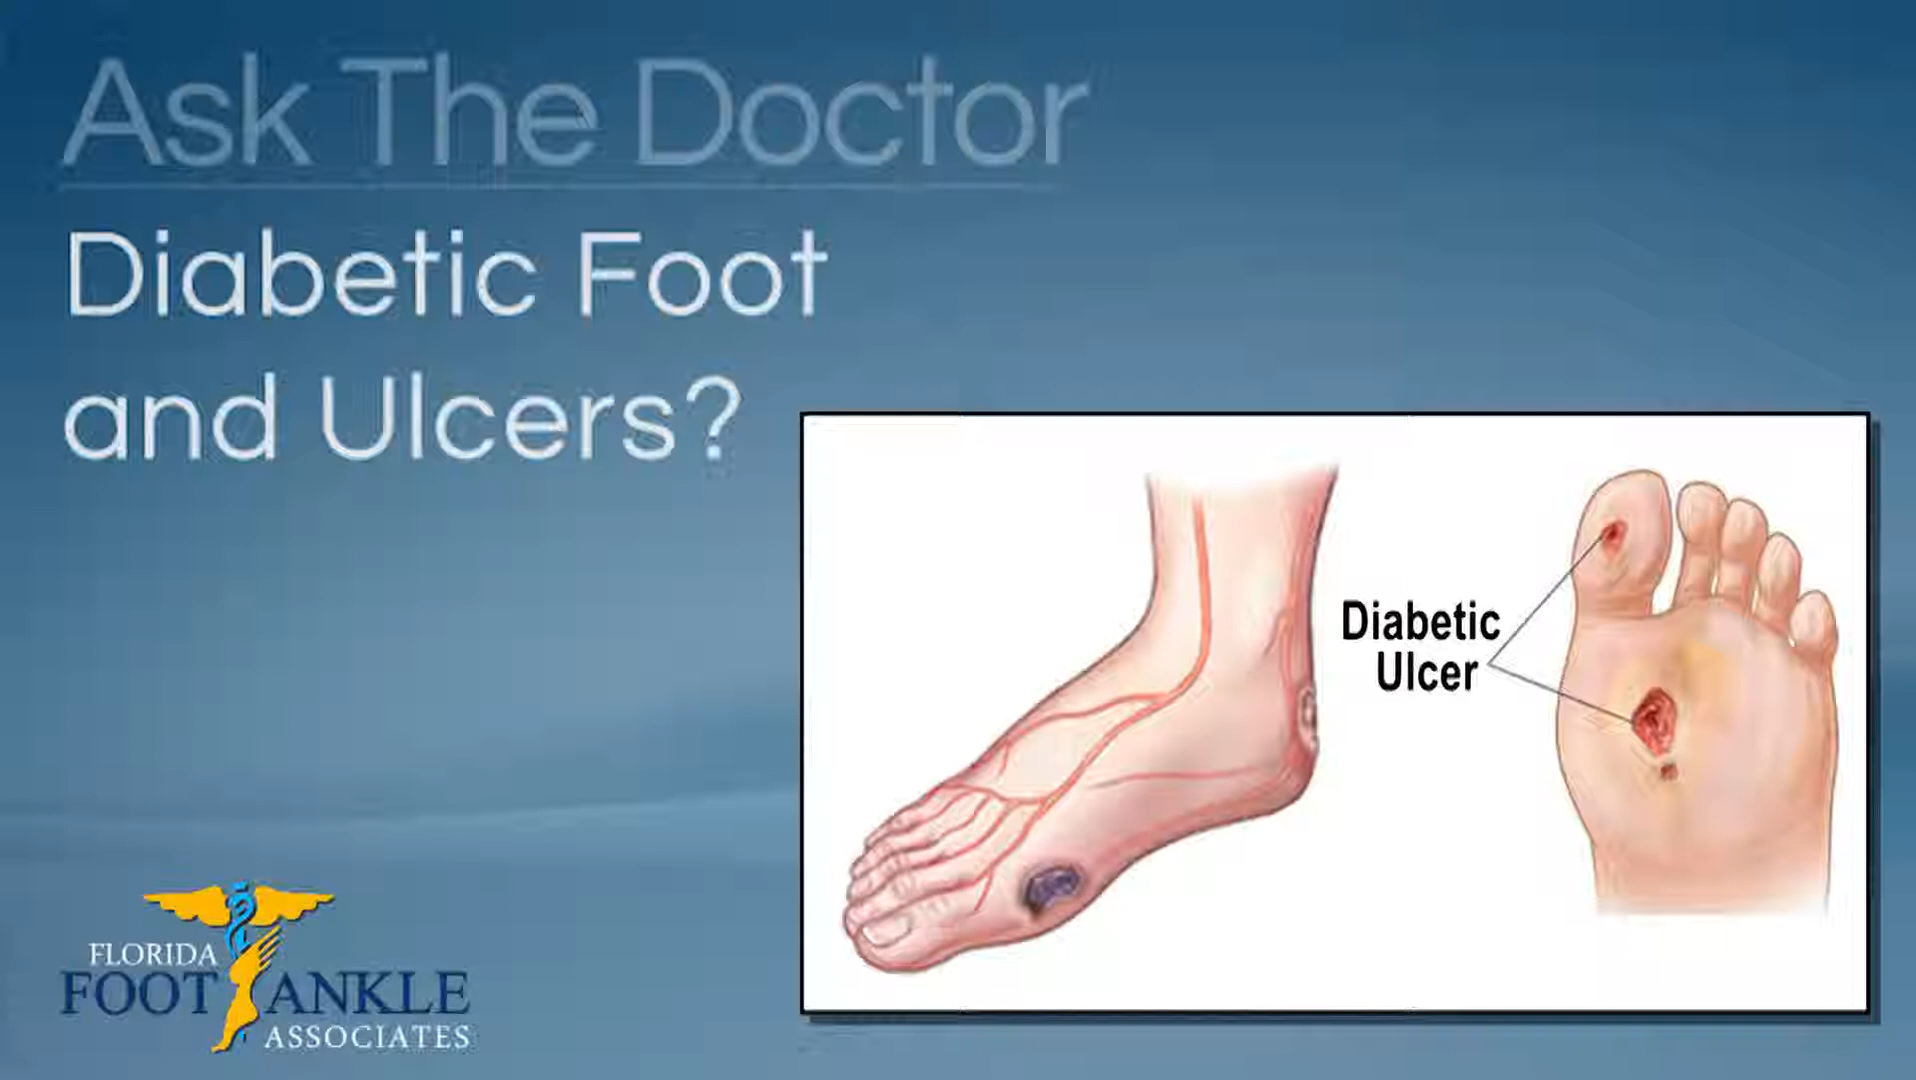 Ask The Doctor
Diabetic Foot
and Ulcers?
Diabetic
Ulcer
FLORIDA
FOOT ANKLE
ASSOCIATES